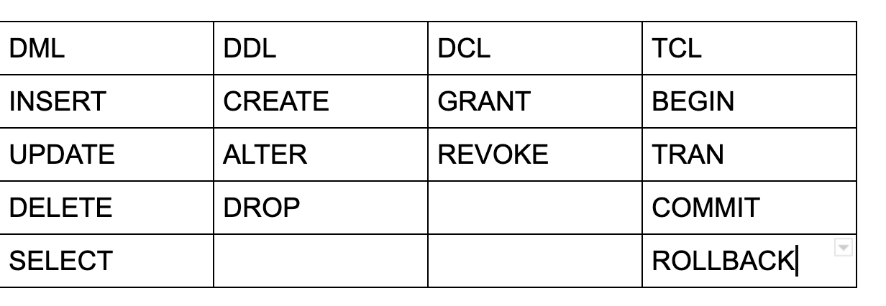 DML DDL DCL TCL
INSERT CREATE GRANT BEGIN
UPDATE ALTER REVOKE TRAN
DELETE DROP COMMIT
SELECT ROLLBACK